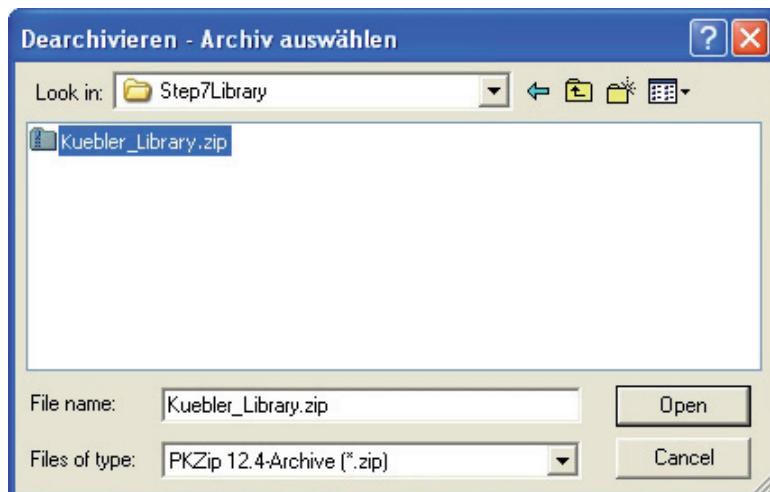 Dearchivieren - Archiv auswählen
Look in: Step7Library
Kuebler_Library.zip
File name: Kuebler_Library.zip Open
Files of type: PKZip 12.4-Archive (*.zip) Cancel